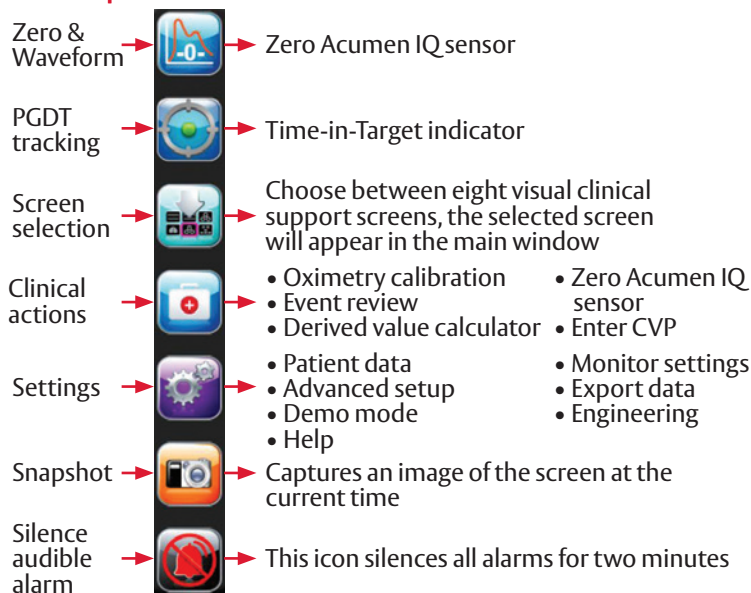 Zero &
Waveform
-0-
Zero Acumen IQ sensor
PGDT
tracking
Time-in-Target indicator
Screen
selection
Choose between eight visual clinical
support screens, the selected screen
will appear in the main window
Clinical
actions
• Oximetry calibration
• Event review
• Derived value calculator
• Zero Acumen IQ
sensor
• Enter CVP
Settings
• Patient data
• Advanced setup
• Demo mode
• Help
• Monitor settings
• Export data
• Engineering
Snapshot
Captures an image of the screen at the
current time
Silence
audible
alarm
This icon silences all alarms for two minutes